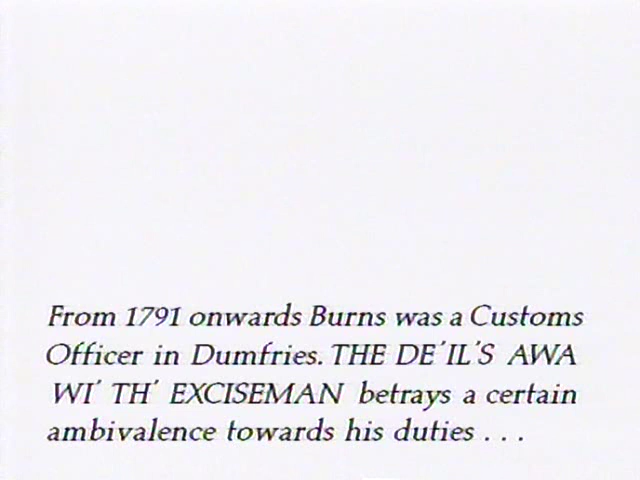 From 1791 onwards Burns was a Customs
Officer in Dumfries. THE DE'IL'S AWA
WI' TH' EXCISEMAN betrays a certain
ambivalence towards his duties . . .